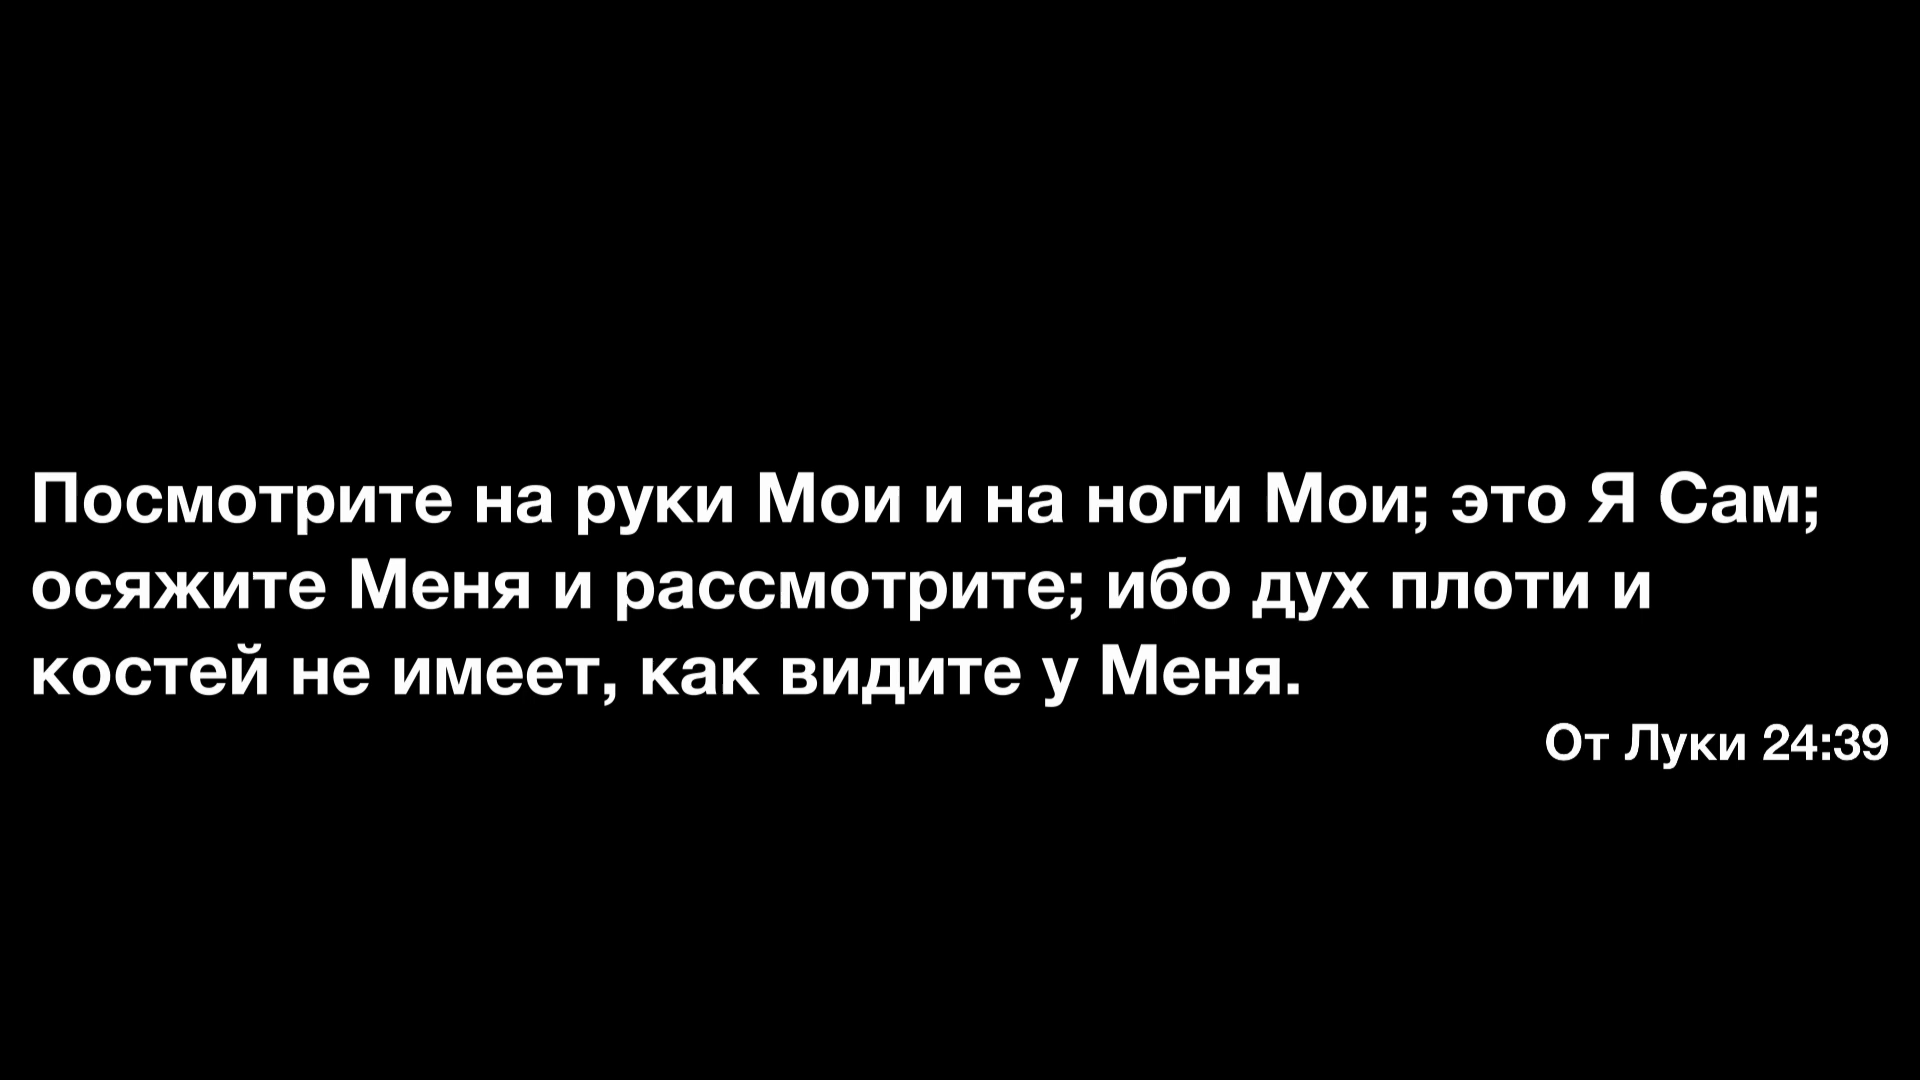 Посмотрите на руки Мои и на ноги Мои; это Я Сам;
осяжите Меня и рассмотрите; ибо дух плоти и
костей не имеет, как видите у Меня.
От Луки 24:39